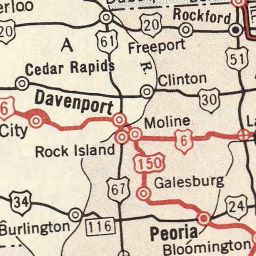 erloo
20
61
20
Rockford
Freeport
51
A
R.
Cedar Rapids
Clinton
30
Davenport
6
City
Moline
6
Rock Island
150
67
Galesburg
34
24
Burlington
116
Peoria
Bloomington